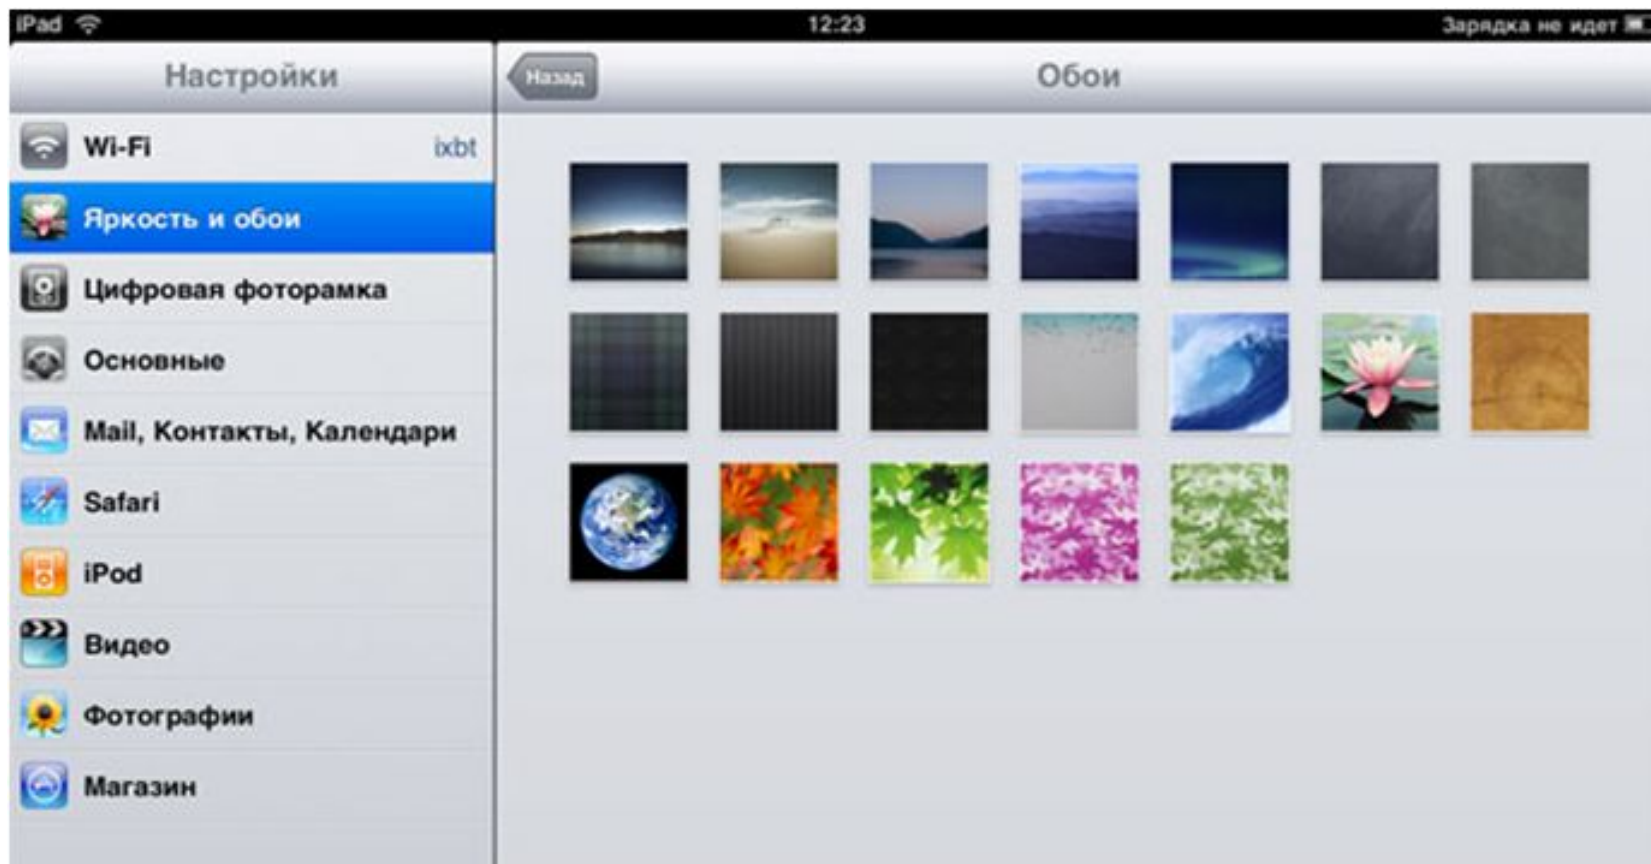 iPad 12:23 Зарядка не идет
Настройки
Назад Обои
Wi-Fi ixbt
Яркость и обои
Цифровая фоторамка
Основные
Mail, Контакты, Календари
Safari
iPod
Видео
Фотографии
Магазин